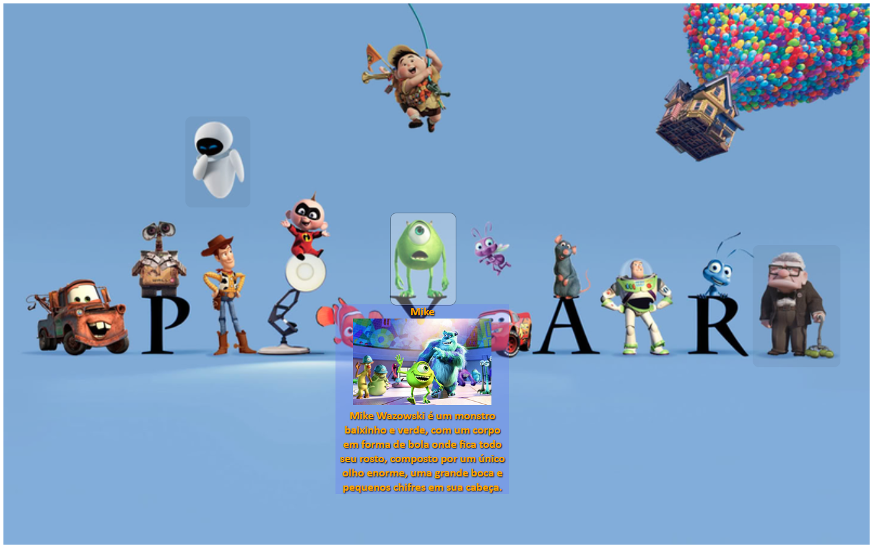 P A R
Mike
Mike Wazowski é um monstro
baixinho e verde, com um corpo
em forma de bola onde fica todo
seu rosto, composto por um único
olho enorme, uma grande boca e
pequenos chifres em sua cabeça.